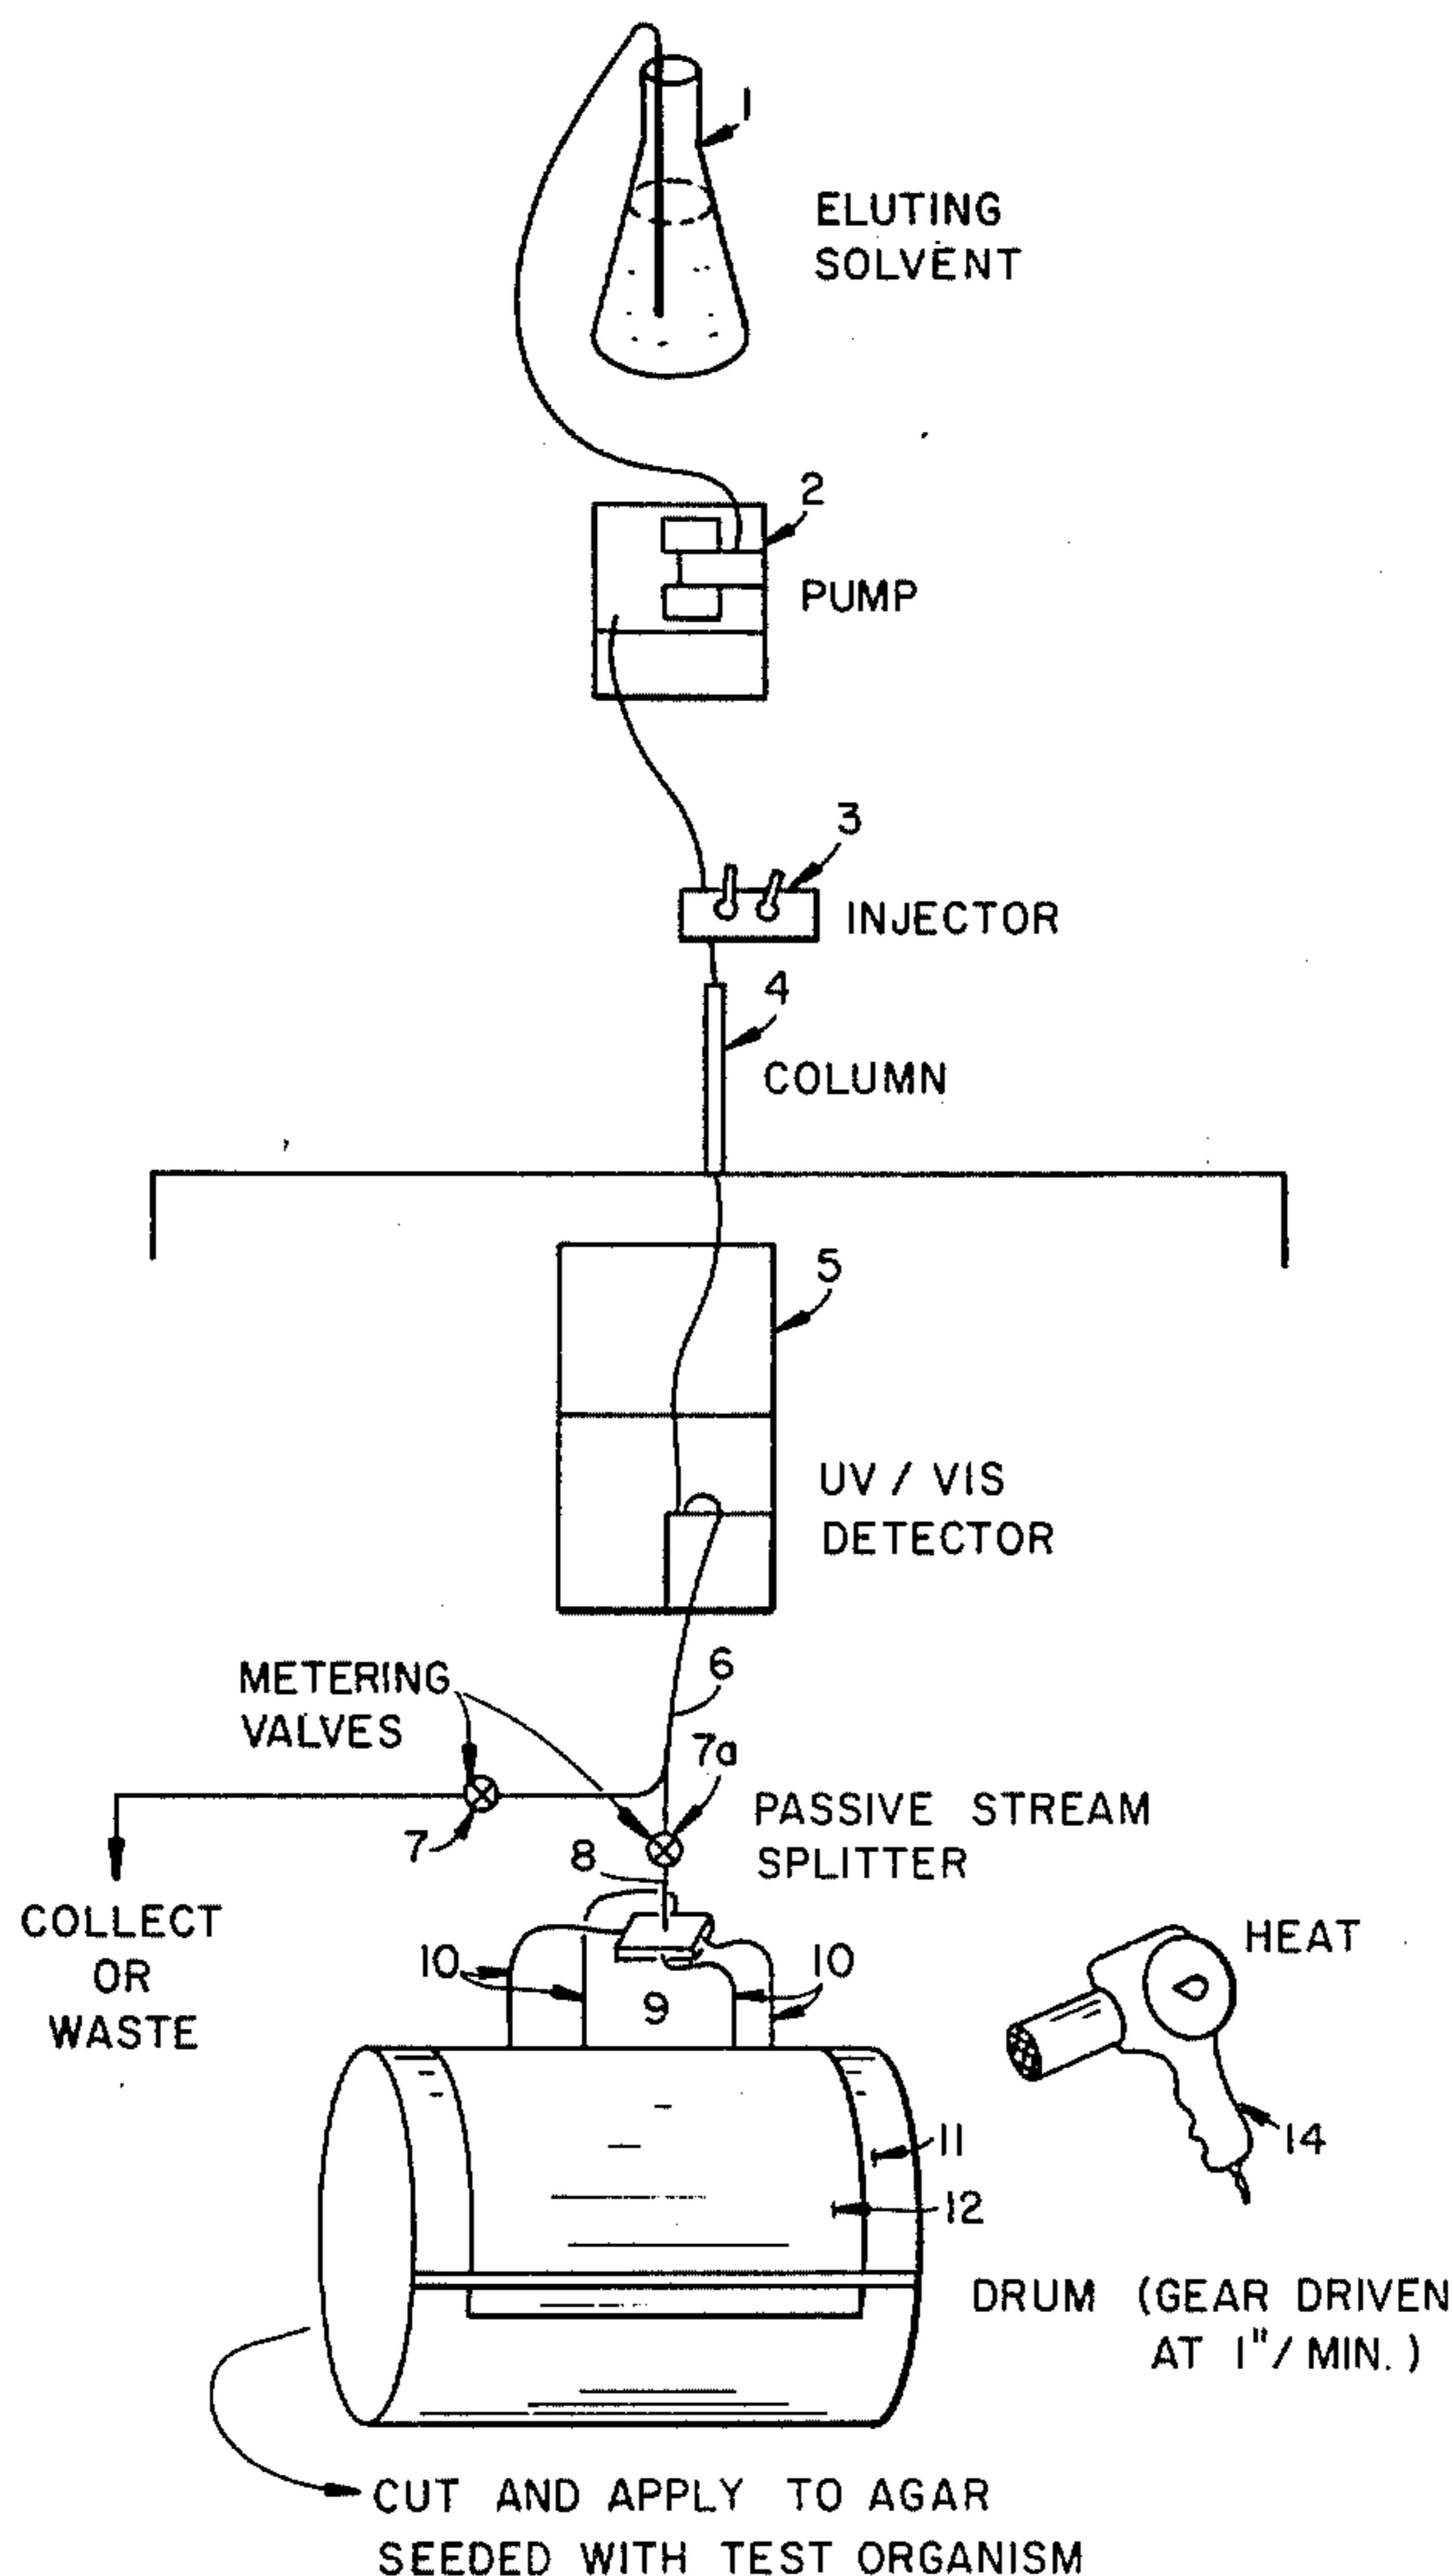 1
ELUTING
SOLVENT
2
PUMP
3
INJECTOR
4
COLUMN
5
UV / VIS
DETECTOR
6
METERING
VALVES
7a
7
PASSIVE STREAM
SPLITTER
8
COLLECT
OR
WASTE
10
10
9
HEAT
14
11
12
DRUM (GEAR DRIVEN
AT 1"/ MIN.)
CUT AND APPLY TO AGAR
SEEDED WITH TEST ORGANISM